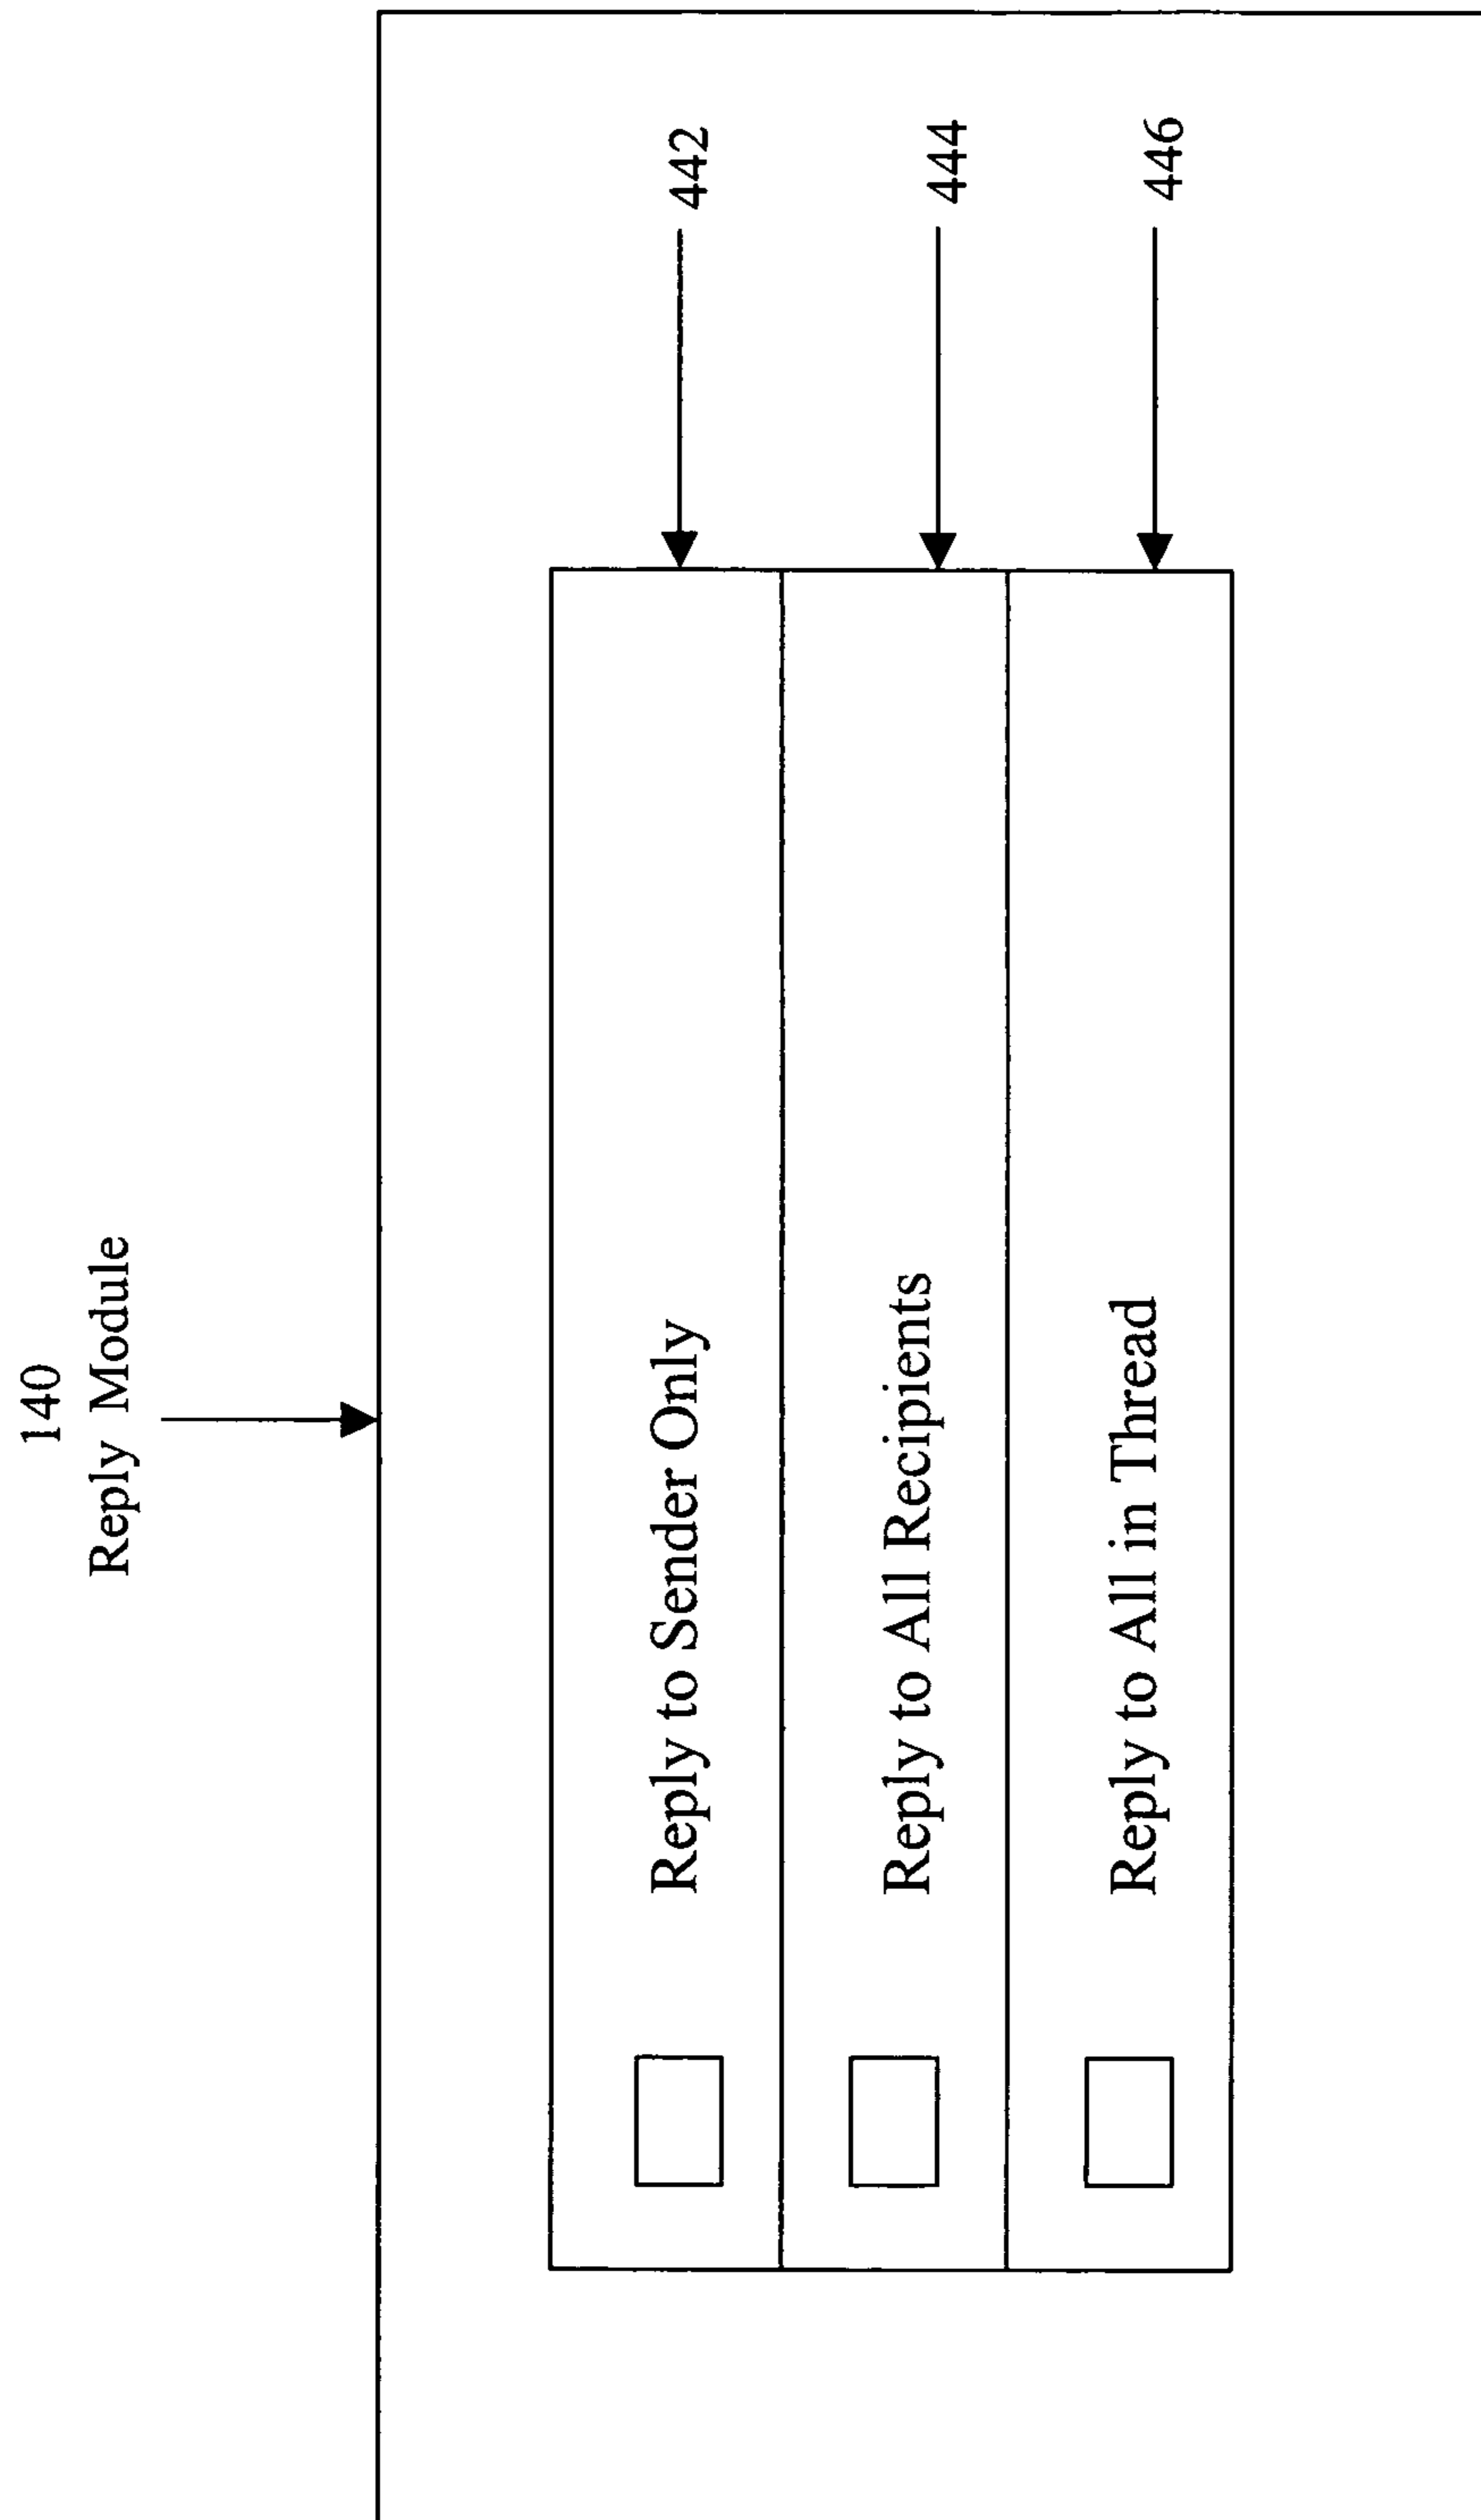 140
Reply Module
Reply to Sender Only
442
Reply to All Recipients
444
Reply to All in Thread
446